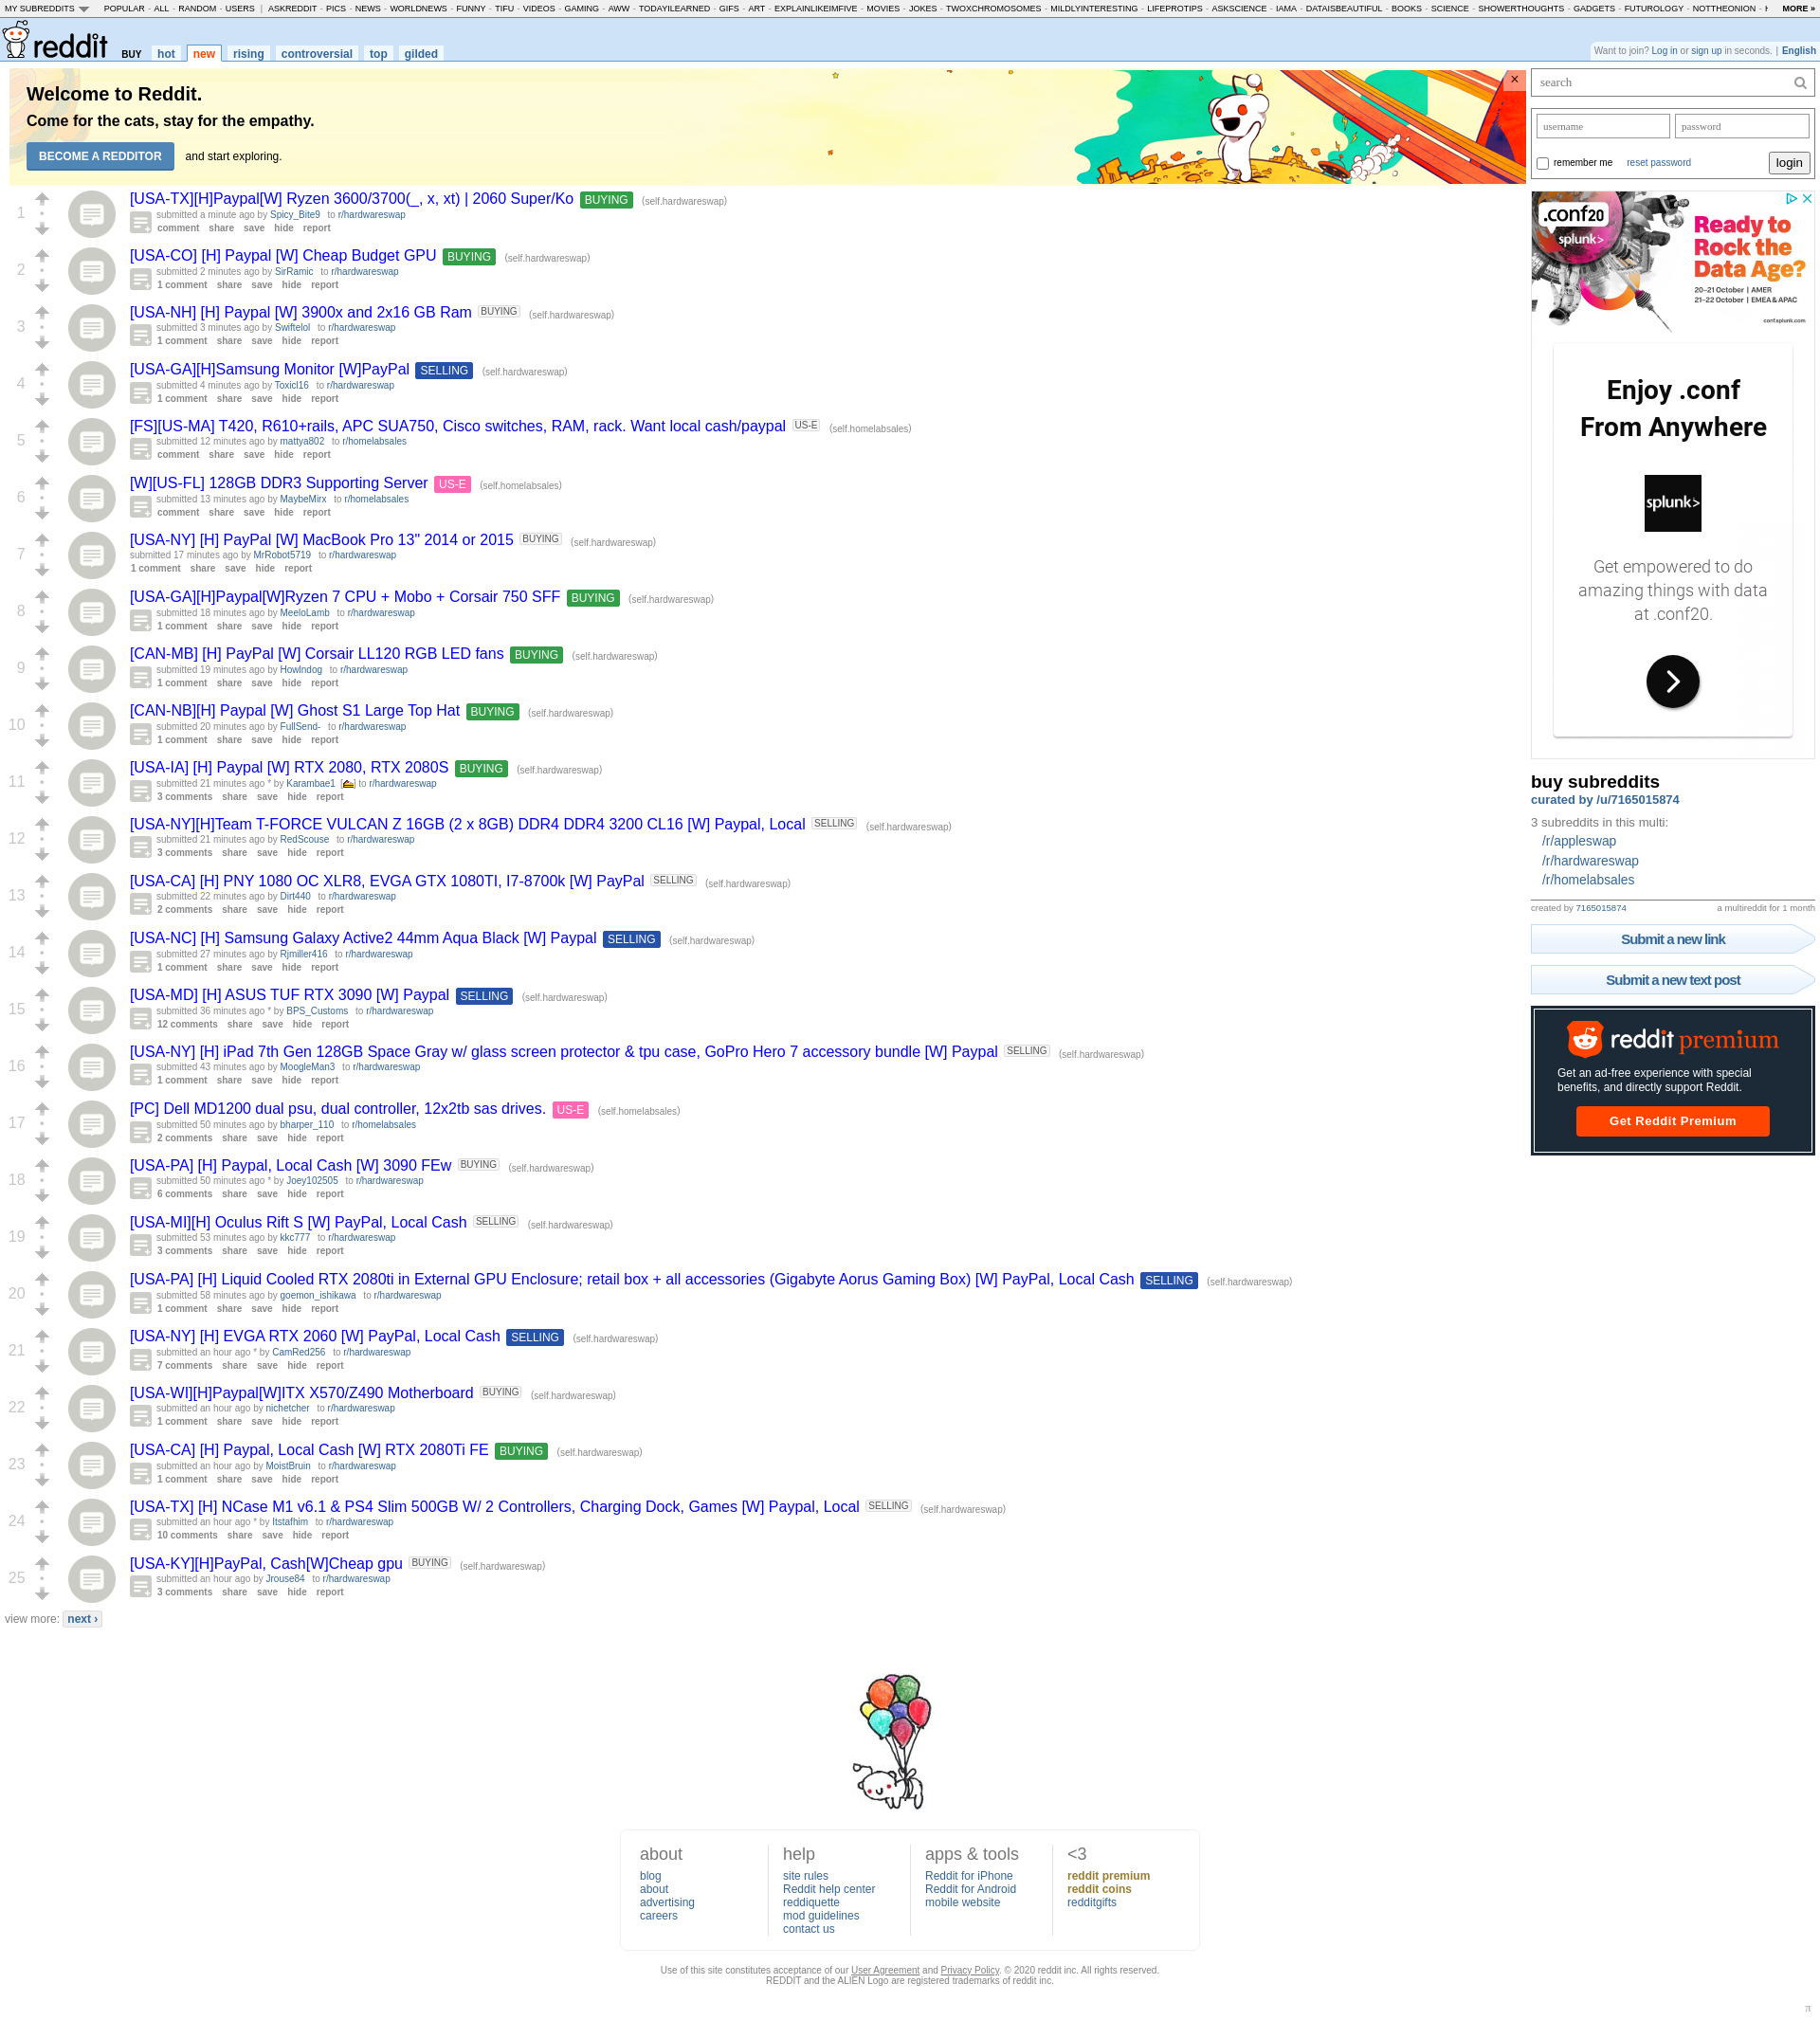 MY SUBREDDITS POPULAR - ALL - RANDOM - USERS | ASKREDDIT - PICS - NEWS - WORLDNEWS - FUNNY - TIFU - VIDEOS - GAMING - AWW - TODAYILEARNED - GIFS - ART - EXPLAINLIKEIMFIVE - MOVIES - JOKES - TWOXCHROMOSOMES - MILDLYINTERESTING - LIFEPROTIPS - ASKSCIENCE - IAMA - DATAISBEAUTIFUL - BOOKS - SCIENCE - SHOWERTHOUGHTS - GADGETS - FUTUROLOGY - NOTTHEONION - MORE »
reddit BUY hot new rising controversial top gilded
Want to join? Log in or sign up in seconds. | English
Welcome to Reddit.
Come for the cats, stay for the empathy.
BECOME A REDDITOR and start exploring.
×
1
[USA-TX][H]Paypal[W] Ryzen 3600/3700(_, x, xt) | 2060 Super/Ko BUYING (self.hardwareswap)
submitted a minute ago by Spicy_Bite9 to r/hardwareswap
comment share save hide report
2
[USA-CO] [H] Paypal [W] Cheap Budget GPU BUYING (self.hardwareswap)
submitted 2 minutes ago by SirRamic to r/hardwareswap
1 comment share save hide report
3
[USA-NH] [H] Paypal [W] 3900x and 2x16 GB Ram BUYING (self.hardwareswap)
submitted 3 minutes ago by Swiftelol to r/hardwareswap
1 comment share save hide report
4
[USA-GA][H]Samsung Monitor [W]PayPal SELLING (self.hardwareswap)
submitted 4 minutes ago by Toxicl16 to r/hardwareswap
1 comment share save hide report
5
[FS][US-MA] T420, R610+rails, APC SUA750, Cisco switches, RAM, rack. Want local cash/paypal US-E (self.homelabsales)
submitted 12 minutes ago by mattya802 to r/homelabsales
comment share save hide report
6
[W][US-FL] 128GB DDR3 Supporting Server US-E (self.homelabsales)
submitted 13 minutes ago by MaybeMirx to r/homelabsales
comment share save hide report
7
[USA-NY] [H] PayPal [W] MacBook Pro 13" 2014 or 2015 BUYING (self.hardwareswap)
submitted 17 minutes ago by MrRobot5719 to r/hardwareswap
1 comment share save hide report
8
[USA-GA][H]Paypal[W]Ryzen 7 CPU + Mobo + Corsair 750 SFF BUYING (self.hardwareswap)
submitted 18 minutes ago by MeeloLamb to r/hardwareswap
1 comment share save hide report
9
[CAN-MB] [H] PayPal [W] Corsair LL120 RGB LED fans BUYING (self.hardwareswap)
submitted 19 minutes ago by Howlndog to r/hardwareswap
1 comment share save hide report
10
[CAN-NB][H] Paypal [W] Ghost S1 Large Top Hat BUYING (self.hardwareswap)
submitted 20 minutes ago by FullSend- to r/hardwareswap
1 comment share save hide report
11
[USA-IA] [H] Paypal [W] RTX 2080, RTX 2080S BUYING (self.hardwareswap)
submitted 21 minutes ago * by Karambae1 [] to r/hardwareswap
3 comments share save hide report
12
[USA-NY][H]Team T-FORCE VULCAN Z 16GB (2 x 8GB) DDR4 DDR4 3200 CL16 [W] Paypal, Local SELLING (self.hardwareswap)
submitted 21 minutes ago by RedScouse to r/hardwareswap
3 comments share save hide report
13
[USA-CA] [H] PNY 1080 OC XLR8, EVGA GTX 1080TI, I7-8700k [W] PayPal SELLING (self.hardwareswap)
submitted 22 minutes ago by Dirt440 to r/hardwareswap
2 comments share save hide report
14
[USA-NC] [H] Samsung Galaxy Active2 44mm Aqua Black [W] Paypal SELLING (self.hardwareswap)
submitted 27 minutes ago by Rjmiller416 to r/hardwareswap
1 comment share save hide report
15
[USA-MD] [H] ASUS TUF RTX 3090 [W] Paypal SELLING (self.hardwareswap)
submitted 36 minutes ago * by BPS_Customs to r/hardwareswap
12 comments share save hide report
16
[USA-NY] [H] iPad 7th Gen 128GB Space Gray w/ glass screen protector & tpu case, GoPro Hero 7 accessory bundle [W] Paypal SELLING (self.hardwareswap)
submitted 43 minutes ago by MoogleMan3 to r/hardwareswap
1 comment share save hide report
17
[PC] Dell MD1200 dual psu, dual controller, 12x2tb sas drives. US-E (self.homelabsales)
submitted 50 minutes ago by bharper_110 to r/homelabsales
2 comments share save hide report
18
[USA-PA] [H] Paypal, Local Cash [W] 3090 FEw BUYING (self.hardwareswap)
submitted 50 minutes ago * by Joey102505 to r/hardwareswap
6 comments share save hide report
19
[USA-MI][H] Oculus Rift S [W] PayPal, Local Cash SELLING (self.hardwareswap)
submitted 53 minutes ago by kkc777 to r/hardwareswap
3 comments share save hide report
20
[USA-PA] [H] Liquid Cooled RTX 2080ti in External GPU Enclosure; retail box + all accessories (Gigabyte Aorus Gaming Box) [W] PayPal, Local Cash SELLING (self.hardwareswap)
submitted 58 minutes ago by goemon_ishikawa to r/hardwareswap
1 comment share save hide report
21
[USA-NY] [H] EVGA RTX 2060 [W] PayPal, Local Cash SELLING (self.hardwareswap)
submitted an hour ago * by CamRed256 to r/hardwareswap
7 comments share save hide report
22
[USA-WI][H]Paypal[W]ITX X570/Z490 Motherboard BUYING (self.hardwareswap)
submitted an hour ago by nichetcher to r/hardwareswap
1 comment share save hide report
23
[USA-CA] [H] Paypal, Local Cash [W] RTX 2080Ti FE BUYING (self.hardwareswap)
submitted an hour ago by MoistBruin to r/hardwareswap
1 comment share save hide report
24
[USA-TX] [H] NCase M1 v6.1 & PS4 Slim 500GB W/ 2 Controllers, Charging Dock, Games [W] Paypal, Local SELLING (self.hardwareswap)
submitted an hour ago * by Itstafhim to r/hardwareswap
10 comments share save hide report
25
[USA-KY][H]PayPal, Cash[W]Cheap gpu BUYING (self.hardwareswap)
submitted an hour ago by Jrouse84 to r/hardwareswap
3 comments share save hide report
view more: next ›
search
username password
remember me reset password login
.conf20
splunk>
Ready to
Rock the
Data Age?
20–21 October | AMER
21–22 October | EMEA & APAC
conf.splunk.com
Enjoy .conf
From Anywhere
splunk>
Get empowered to do
amazing things with data
at .conf20.
buy subreddits
curated by /u/7165015874
3 subreddits in this multi:
/r/appleswap
/r/hardwareswap
/r/homelabsales
created by 7165015874 a multireddit for 1 month
Submit a new link
Submit a new text post
reddit premium
Get an ad-free experience with special
benefits, and directly support Reddit.
Get Reddit Premium
about
blog
about
advertising
careers
help
site rules
Reddit help center
reddiquette
mod guidelines
contact us
apps & tools
Reddit for iPhone
Reddit for Android
mobile website
<3
reddit premium
reddit coins
redditgifts
Use of this site constitutes acceptance of our User Agreement and Privacy Policy. © 2020 reddit inc. All rights reserved.
REDDIT and the ALIEN Logo are registered trademarks of reddit inc.
π